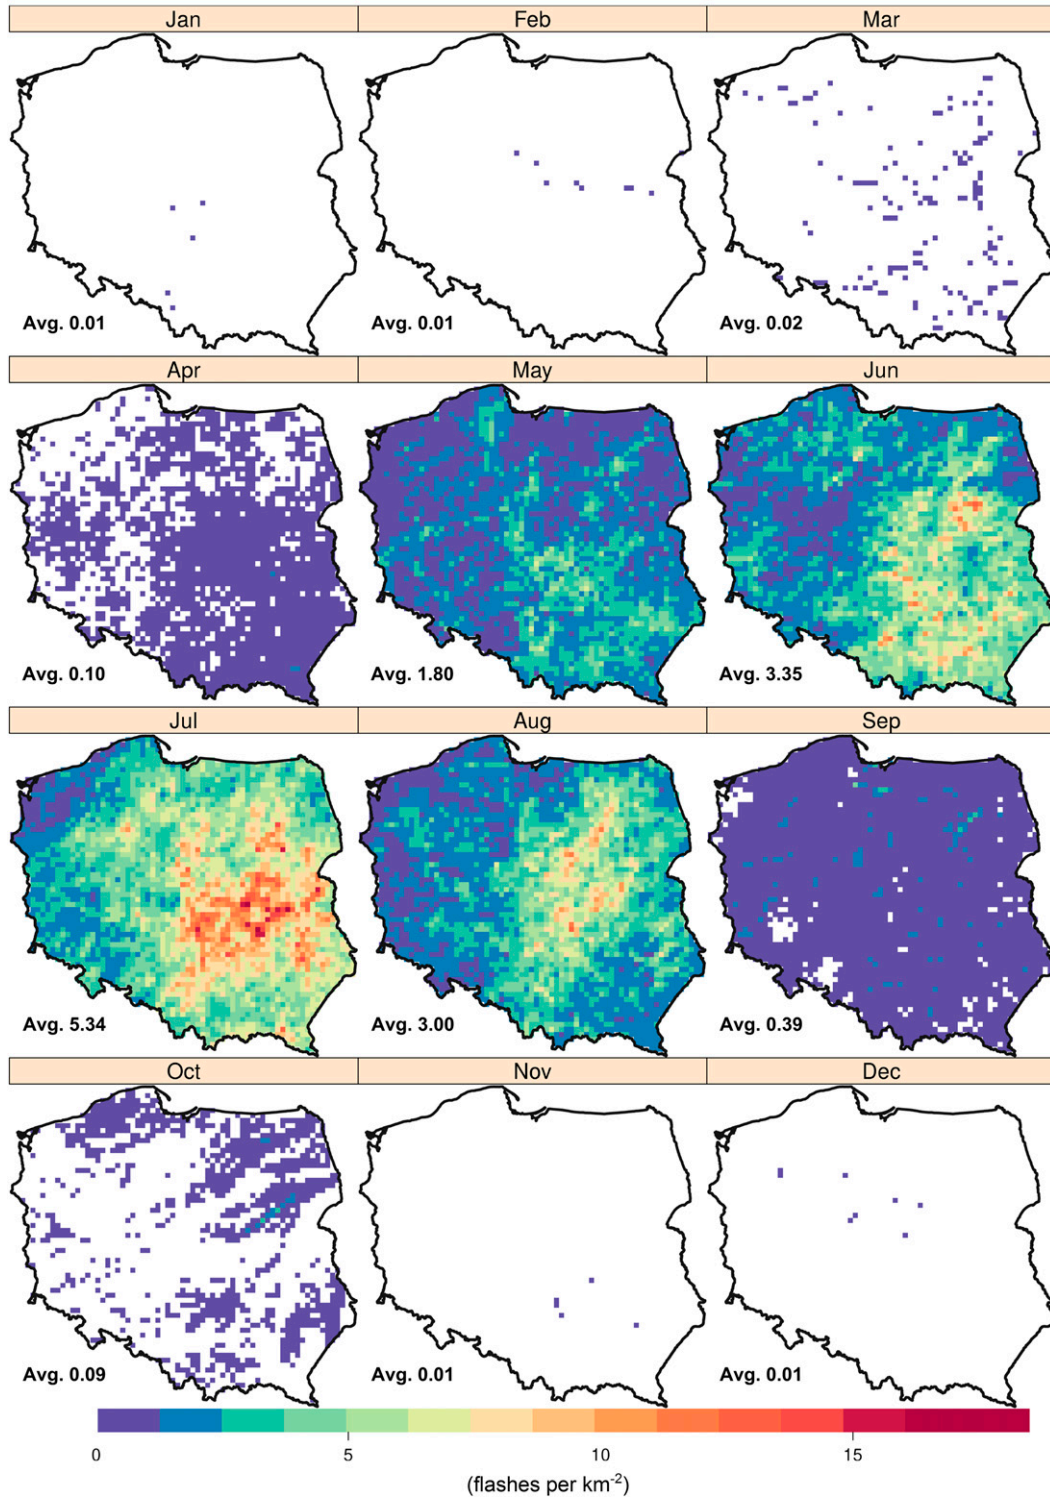 Jan Feb Mar
Avg. 0.01 Avg. 0.01 Avg. 0.02
Apr May Jun
Avg. 0.10 Avg. 1.80 Avg. 3.35
Jul Aug Sep
Avg. 5.34 Avg. 3.00 Avg. 0.39
Oct Nov Dec
Avg. 0.09 Avg. 0.01 Avg. 0.01
0 5 10 15
(flashes per km⁻²)